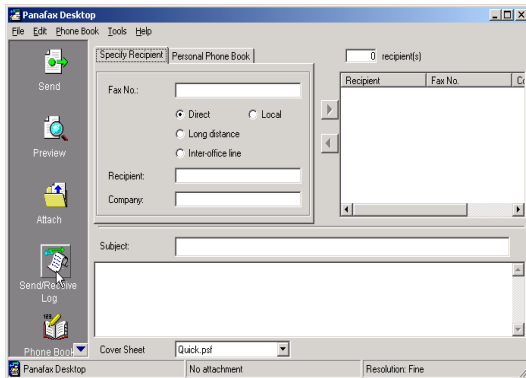 Panafax Desktop
File Edit Phone Book Tools Help
Send
Preview
Attach
Send/Receive
Log
Phone Book
Specify Recipient Personal Phone Book
Fax No.:
Direct Local
Long distance
Inter-office line
Recipient:
Company:
0 recipient(s)
Recipient Fax No. Co
Subject:
Cover Sheet Quick.psf
Panafax Desktop No attachment Resolution: Fine